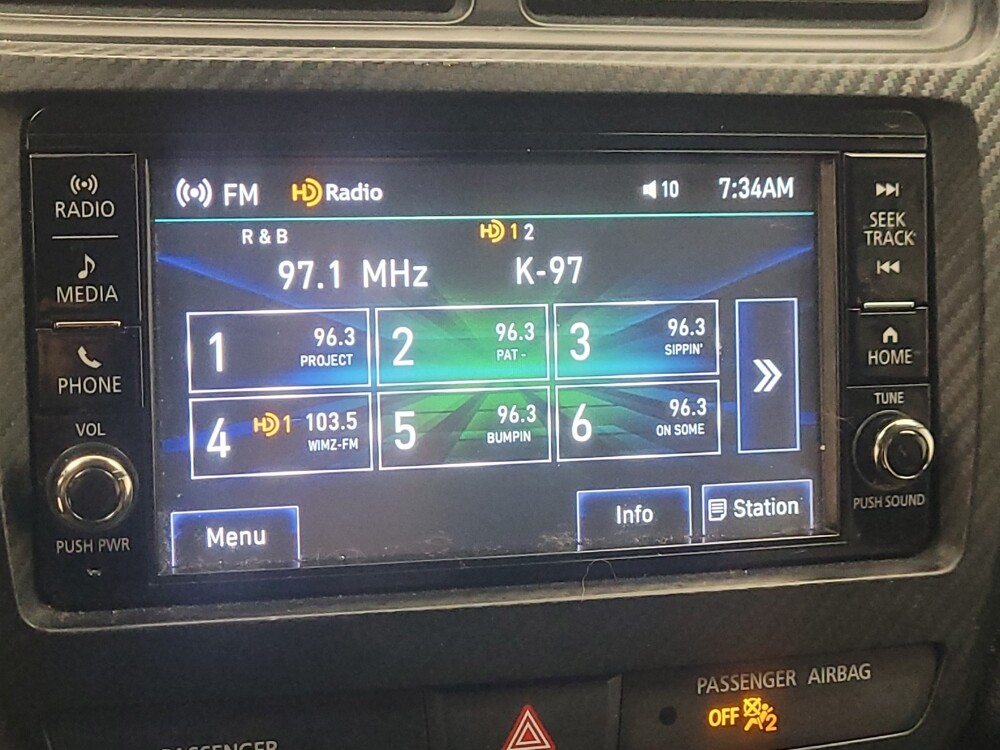 RADIO
MEDIA
PHONE
VOL
PUSH PWR
FM HD Radio 10 7:34AM
R & B HD 1 2
97.1 MHz K-97
1 96.3 PROJECT
2 96.3 PAT -
3 96.3 SIPPIN'
4 HD 1 103.5 WIMZ-FM
5 96.3 BUMPIN
6 96.3 ON SOME
Menu Info Station
SEEK
TRACK
HOME
TUNE
PUSH SOUND
PASSENGER AIRBAG
OFF 2
PASSENGER